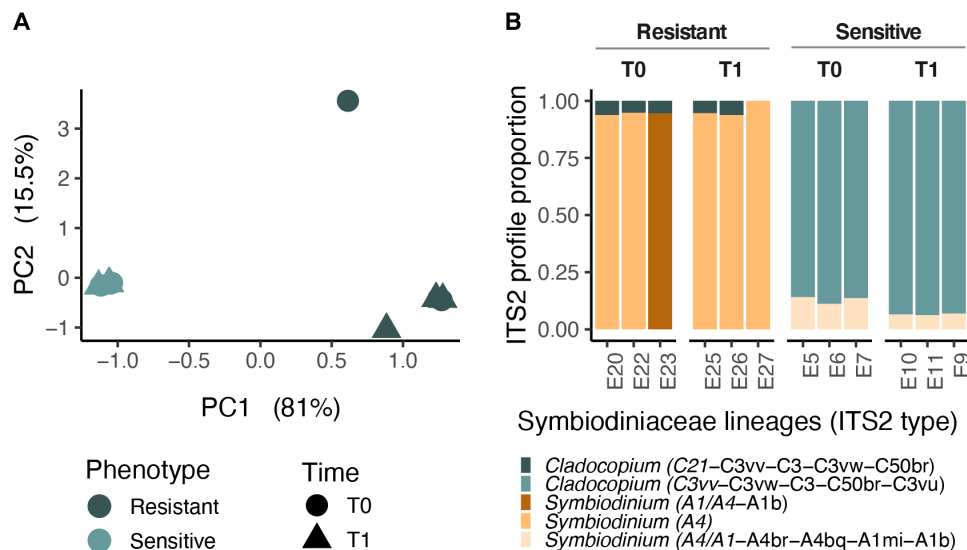 A
PC2 (15.5%)
3
2
1
0
−1
−1.0
−0.5
0.0
0.5
1.0
PC1 (81%)
Phenotype
Resistant
Sensitive
Time
T0
T1
B
Resistant
Sensitive
T0
T1
T0
T1
ITS2 profile proportion
1.00
0.75
0.50
0.25
0.00
E20
E22
E23
E25
E26
E27
E5
E6
E7
E10
E11
E9
Symbiodiniaceae lineages (ITS2 type)
Cladocopium (C21–C3vv–C3–C3vw–C50br)
Cladocopium (C3vv–C3vw–C3–C50br–C3vu)
Symbiodinium (A1/A4–A1b)
Symbiodinium (A4)
Symbiodinium (A4/A1–A4br–A4bq–A1mi–A1b)